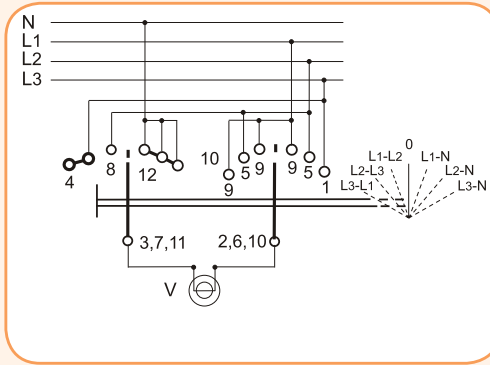 N
L1
L2
L3
0
L1-L2 L1-N
L2-L3 L2-N
L3-L1 L3-N
4 8 12 10 9 5 9 9 5 1
3,7,11 2,6,10
V